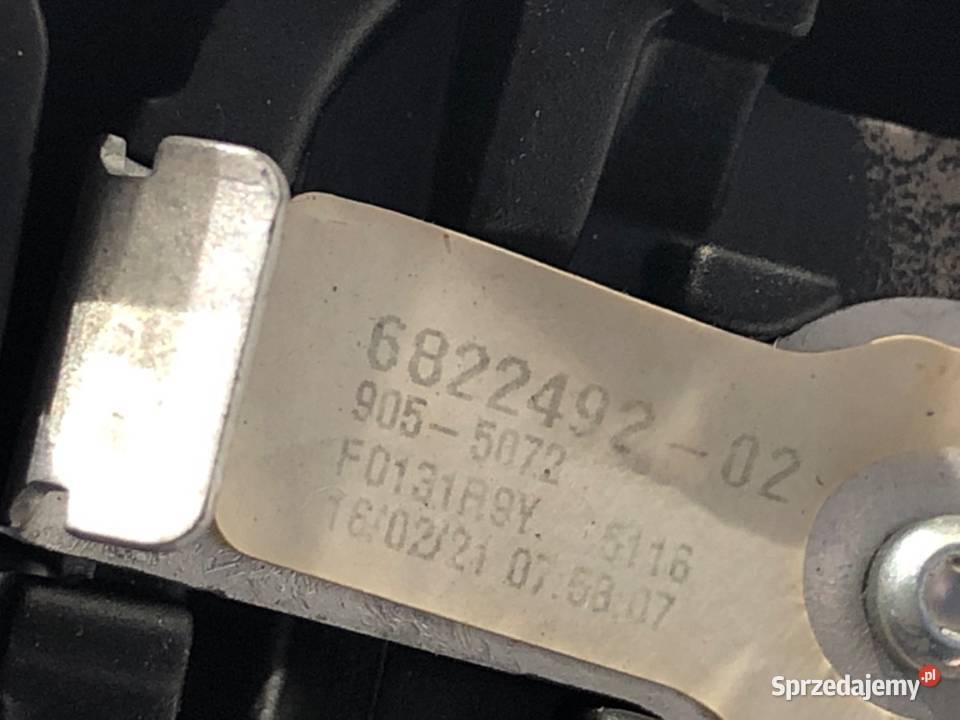 6822492-02
905-5072
F0131R9Y 5116
16/02/21 07:58:07
Sprzedajemy.pl